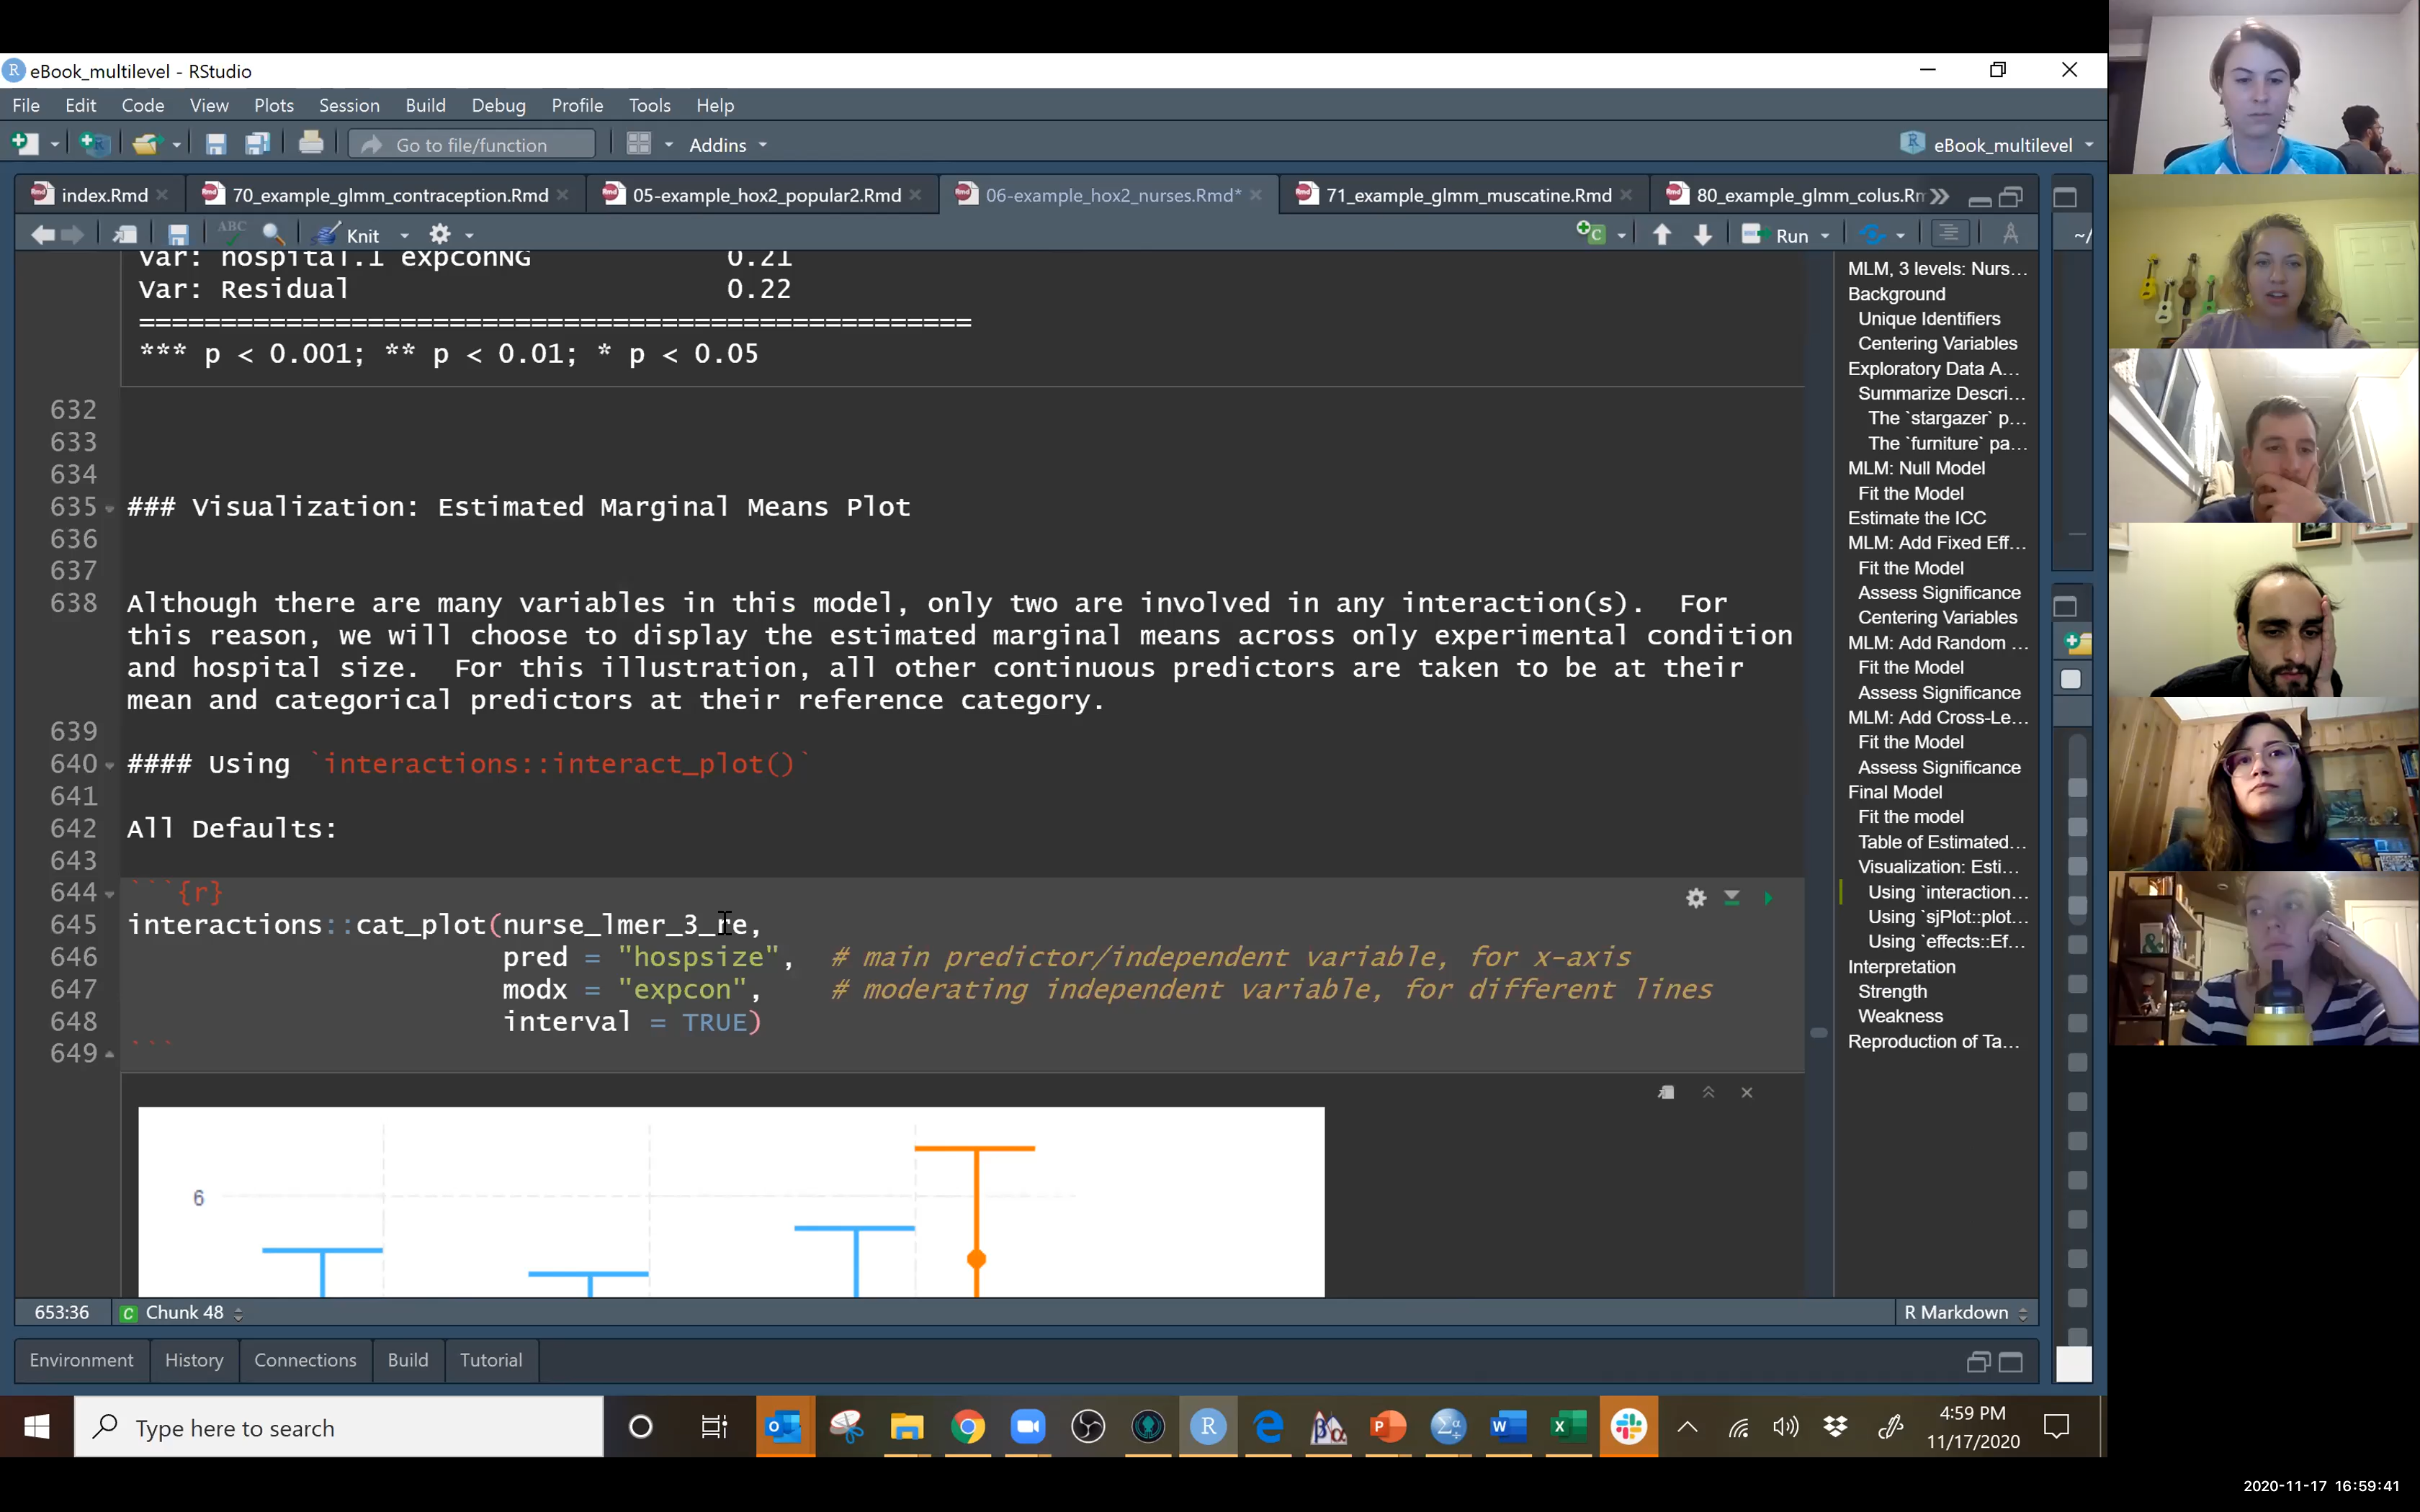 eBook_multilevel - RStudio
File Edit Code View Plots Session Build Debug Profile Tools Help
Go to file/function Addins eBook_multilevel
index.Rmd 70_example_glmm_contraception.Rmd 05-example_hox2_popular2.Rmd 06-example_hox2_nurses.Rmd* 71_example_glmm_muscatine.Rmd 80_example_glmm_colus.Rm
ABC Knit Run ~/
Var: hospital.1 expconNG 0.21
Var: Residual 0.22
===================================================
*** p < 0.001; ** p < 0.01; * p < 0.05
632
633
634
635 ### Visualization: Estimated Marginal Means Plot
636
637
638 Although there are many variables in this model, only two are involved in any interaction(s). For
this reason, we will choose to display the estimated marginal means across only experimental condition
and hospital size. For this illustration, all other continuous predictors are taken to be at their
mean and categorical predictors at their reference category.
639
640 #### Using `interactions::interact_plot()`
641
642 All Defaults:
643
644 ```{r}
645 interactions::cat_plot(nurse_lmer_3_re,
646 pred = "hospsize", # main predictor/independent variable, for x-axis
647 modx = "expcon", # moderating independent variable, for different lines
648 interval = TRUE)
649 ```
6
MLM, 3 levels: Nurs...
Background
Unique Identifiers
Centering Variables
Exploratory Data A...
Summarize Descri...
The `stargazer` p...
The `furniture` pa...
MLM: Null Model
Fit the Model
Estimate the ICC
MLM: Add Fixed Eff...
Fit the Model
Assess Significance
Centering Variables
MLM: Add Random ...
Fit the Model
Assess Significance
MLM: Add Cross-Le...
Fit the Model
Assess Significance
Final Model
Fit the model
Table of Estimated...
Visualization: Esti...
Using `interaction...
Using `sjPlot::plot...
Using `effects::Ef...
Interpretation
Strength
Weakness
Reproduction of Ta...
653:36 C Chunk 48 R Markdown
Environment History Connections Build Tutorial
Type here to search
4:59 PM
11/17/2020
2020-11-17 16:59:41